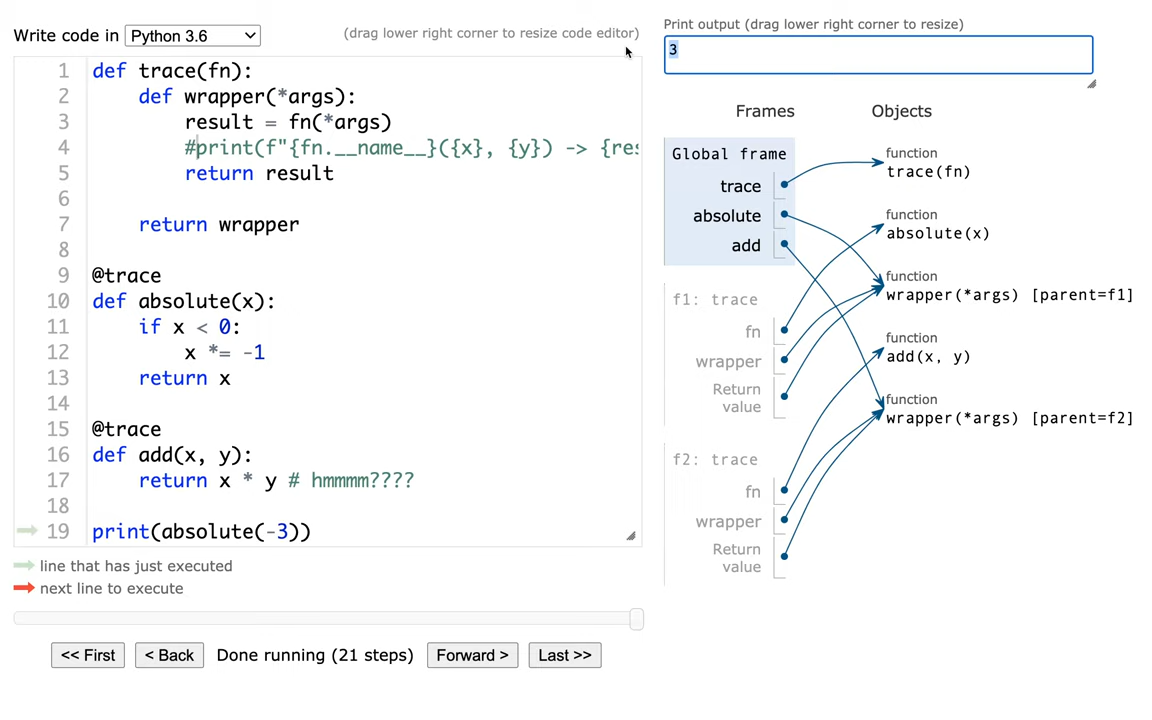 Write code in Python 3.6
(drag lower right corner to resize code editor)
1 def trace(fn):
2     def wrapper(*args):
3         result = fn(*args)
4         #print(f"{fn.__name__}({x}, {y}) -> {res
5         return result
6
7     return wrapper
8
9 @trace
10 def absolute(x):
11     if x < 0:
12         x *= -1
13     return x
14
15 @trace
16 def add(x, y):
17     return x * y # hmmmm????
18
19 print(absolute(-3))
line that has just executed
next line to execute
<< First
< Back
Done running (21 steps)
Forward >
Last >>
Print output (drag lower right corner to resize)
3
Frames
Objects
Global frame
trace
absolute
add
f1: trace
fn
wrapper
Return
value
f2: trace
fn
wrapper
Return
value
function
trace(fn)
function
absolute(x)
function
wrapper(*args) [parent=f1]
function
add(x, y)
function
wrapper(*args) [parent=f2]